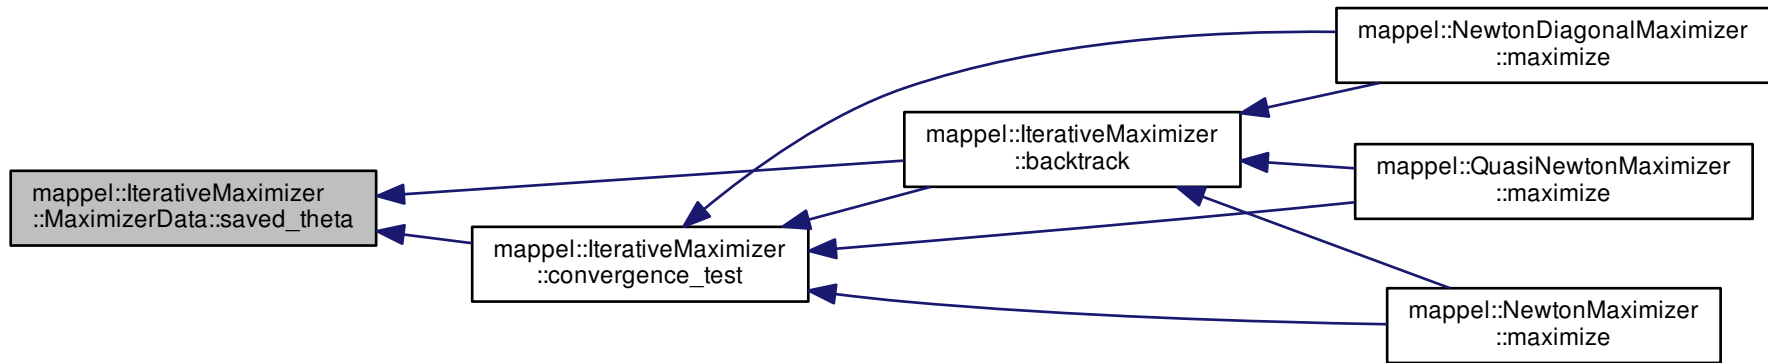 mappel::IterativeMaximizer
::MaximizerData::saved_theta
mappel::IterativeMaximizer
::convergence_test
mappel::IterativeMaximizer
::backtrack
mappel::NewtonDiagonalMaximizer
::maximize
mappel::QuasiNewtonMaximizer
::maximize
mappel::NewtonMaximizer
::maximize